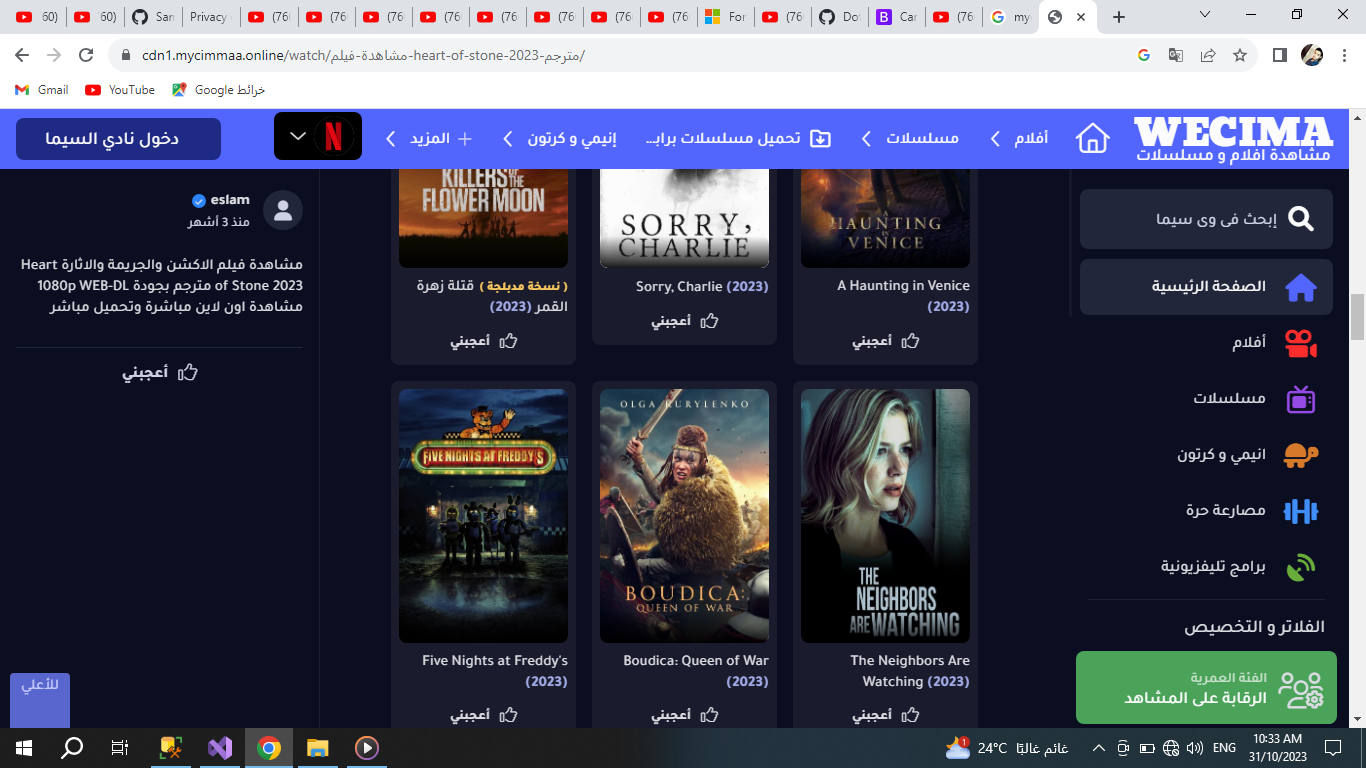 60)
60)
San
Privacy
(76
(76
(76
(76
(76
(76
(76
(76
For
(76
Do
Car
(76
my
cdn1.mycimmaa.online/watch/مشاهدة-فيلم-heart-of-stone-2023-مترجم/
Gmail
YouTube
خرائط Google
WECIMA
مشاهدة افلام و مسلسلات
أفلام
مسلسلات
تحميل مسلسلات براب...
إنيمي و كرتون
المزيد
N
دخول نادي السيما
إبحث فى وى سيما
الصفحة الرئيسية
أفلام
مسلسلات
انيمي و كرتون
مصارعة حرة
برامج تليفزيونية
الفلاتر و التخصيص
الفئة العمرية
الرقابة على المشاهد
A
HAUNTING
IN
VENICE
A Haunting in Venice
(2023)
أعجبني
SORRY,
CHARLIE
Sorry, Charlie (2023)
أعجبني
KILLERS OF THE
FLOWER MOON
( نسخة مدبلجة ) قتلة زهرة
القمر (2023)
أعجبني
THE
NEIGHBORS
ARE WATCHING
The Neighbors Are
Watching (2023)
أعجبني
OLGA KURYLENKO
BOUDICA:
QUEEN OF WAR
Boudica: Queen of War
(2023)
أعجبني
FIVE NIGHTS AT FREDDY'S
Five Nights at Freddy's
(2023)
أعجبني
eslam
منذ 3 أشهر
مشاهدة فيلم الاكشن والجريمة والاثارة Heart
of Stone 2023 مترجم بجودة 1080p WEB-DL
مشاهدة اون لاين مباشرة وتحميل مباشر
أعجبني
للأعلي
1
24°C غائم غالبًا
ENG
10:33 AM
31/10/2023